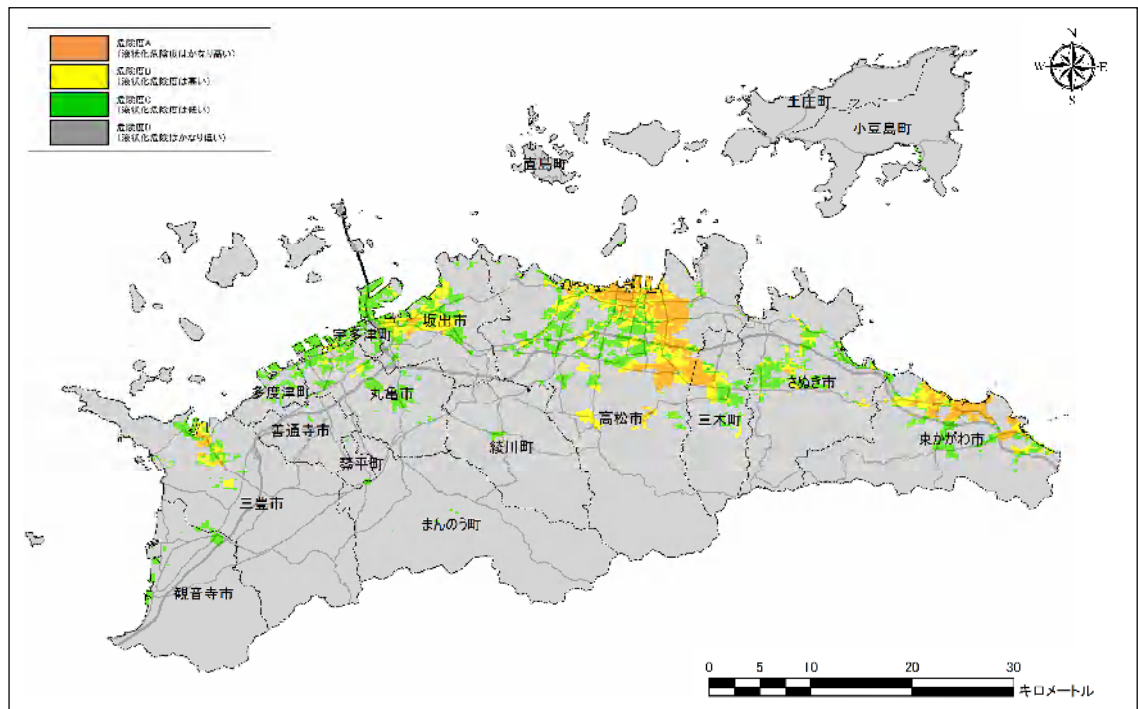 危険度A
（液状化危険度はかなり高い）
危険度B
（液状化危険度は高い）
危険度C
（液状化危険度は低い）
危険度D
（液状化危険はかなり低い）
N
W
E
S
土庄町
小豆島町
直島町
宇多津町
坂出市
多度津町
丸亀市
善通寺市
琴平町
綾川町
高松市
三木町
さぬき市
東かがわ市
三豊市
まんのう町
観音寺市
0 5 10 20 30
キロメートル